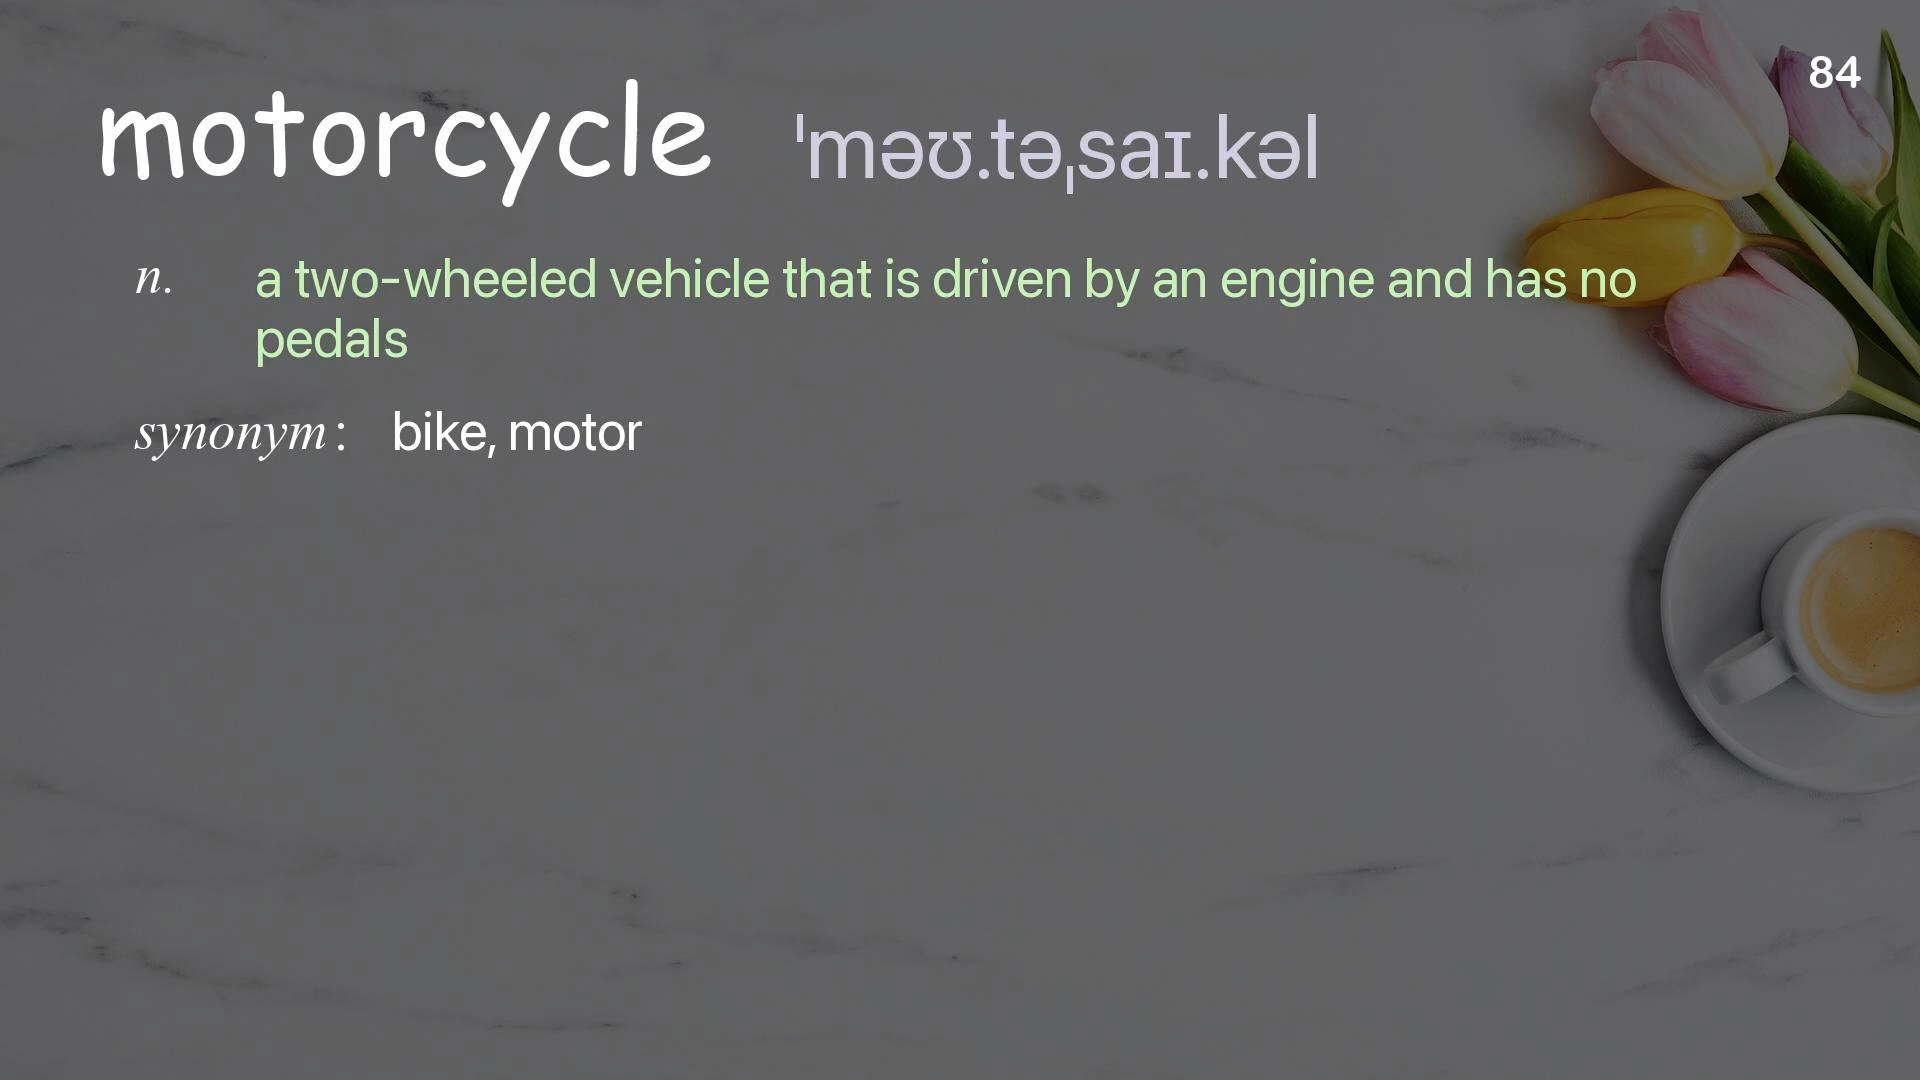 84
motorcycle ˈməʊ.təˌsaɪ.kəl
n. a two-wheeled vehicle that is driven by an engine and has no
pedals
synonym: bike, motor